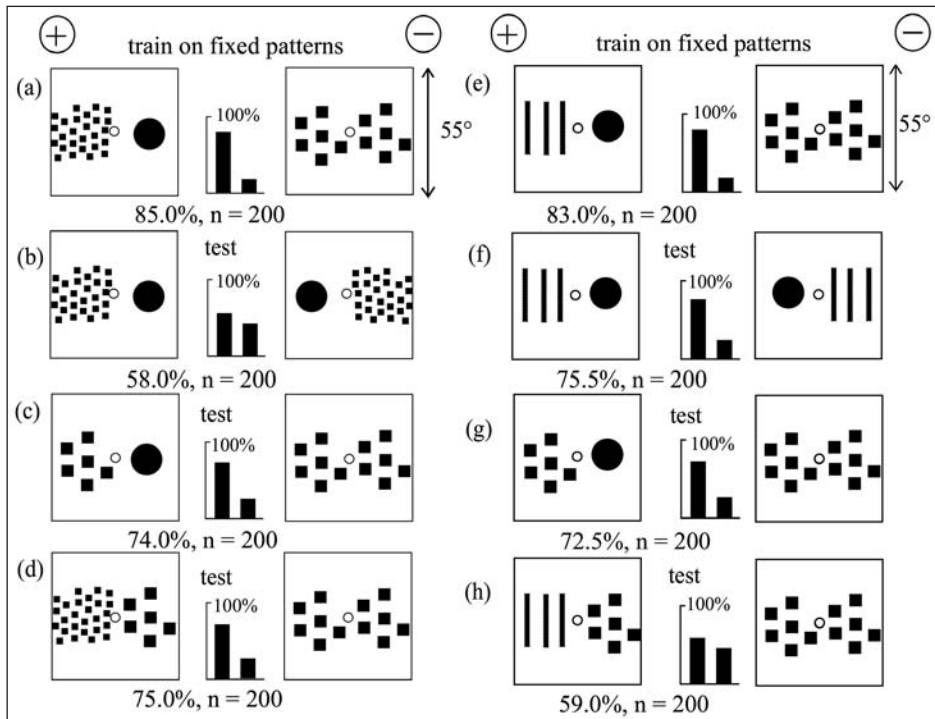 + train on fixed patterns −
(a) 100% 55°
85.0%, n = 200
(b) test
100%
58.0%, n = 200
(c) test
100%
74.0%, n = 200
(d) test
100%
75.0%, n = 200
+ train on fixed patterns −
(e) 100% 55°
83.0%, n = 200
(f) test
100%
75.5%, n = 200
(g) test
100%
72.5%, n = 200
(h) test
100%
59.0%, n = 200